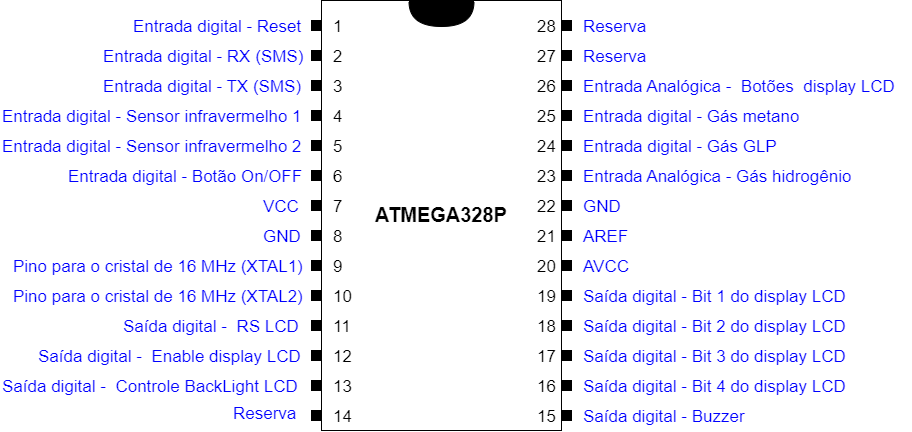 Entrada digital - Reset 1 28 Reserva
Entrada digital - RX (SMS) 2 27 Reserva
Entrada digital - TX (SMS) 3 26 Entrada Analógica - Botões display LCD
Entrada digital - Sensor infravermelho 1 4 25 Entrada digital - Gás metano
Entrada digital - Sensor infravermelho 2 5 24 Entrada digital - Gás GLP
Entrada digital - Botão On/OFF 6 23 Entrada Analógica - Gás hidrogênio
VCC 7 22 GND
ATMEGA328P
GND 8 21 AREF
Pino para o cristal de 16 MHz (XTAL1) 9 20 AVCC
Pino para o cristal de 16 MHz (XTAL2) 10 19 Saída digital - Bit 1 do display LCD
Saída digital - RS LCD 11 18 Saída digital - Bit 2 do display LCD
Saída digital - Enable display LCD 12 17 Saída digital - Bit 3 do display LCD
Saída digital - Controle BackLight LCD 13 16 Saída digital - Bit 4 do display LCD
Reserva 14 15 Saída digital - Buzzer